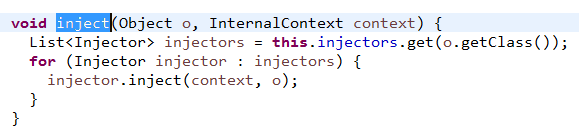 void inject(Object o, InternalContext context) {
  List<Injector> injectors = this.injectors.get(o.getClass());
  for (Injector injector : injectors) {
    injector.inject(context, o);
  }
}